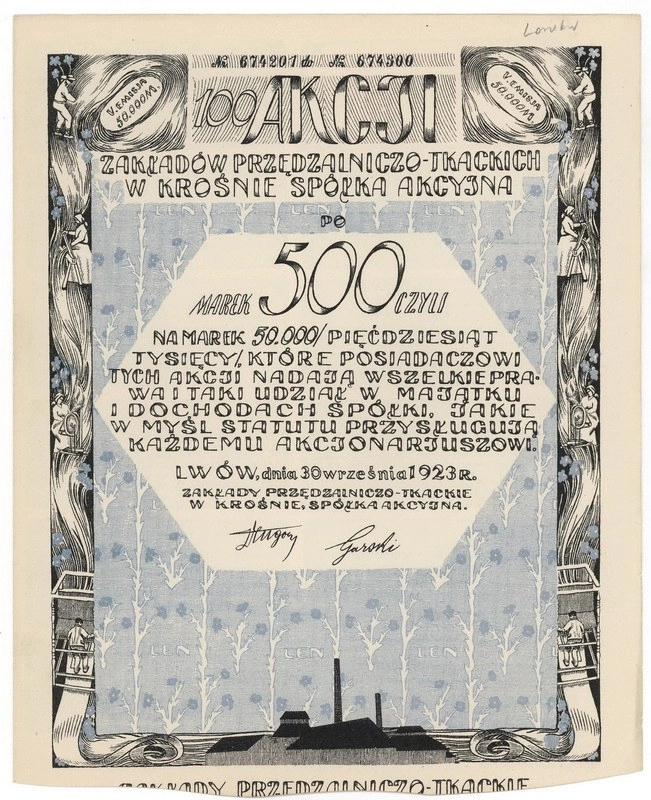 № 674201 do № 674300
V. EMISJA
50.000 M.
100 AKCJI
V. EMISJA
50.000 M.
ZAKŁADÓW PRZĘDZALNICZO-TKACKICH
W KROŚNIE SPÓŁKA AKCYJNA
PO
MAREK 500 CZYLI
NA MAREK 50.000/PIĘĆDZIESIĄT
TYSIĘCY/, KTÓRE POSIADACZOWI
TYCH AKCJI NADAJĄ WSZELKIE PRA-
WA I TAKI UDZIAŁ W MAJĄTKU
I DOCHODACH SPÓŁKI, JAKIE
W MYŚL STATUTU PRZYSŁUGUJĄ
KAŻDEMU AKCJONARJUSZOWI.
LWÓW, dnia 30 września 1923 R.
ZAKŁADY PRZĘDZALNICZO-TKACKIE
W KROŚNIE, SPÓŁKA AKCYJNA.
LEN LEN LEN
ZAKŁADY PRZĘDZALNICZO-TKACKIE